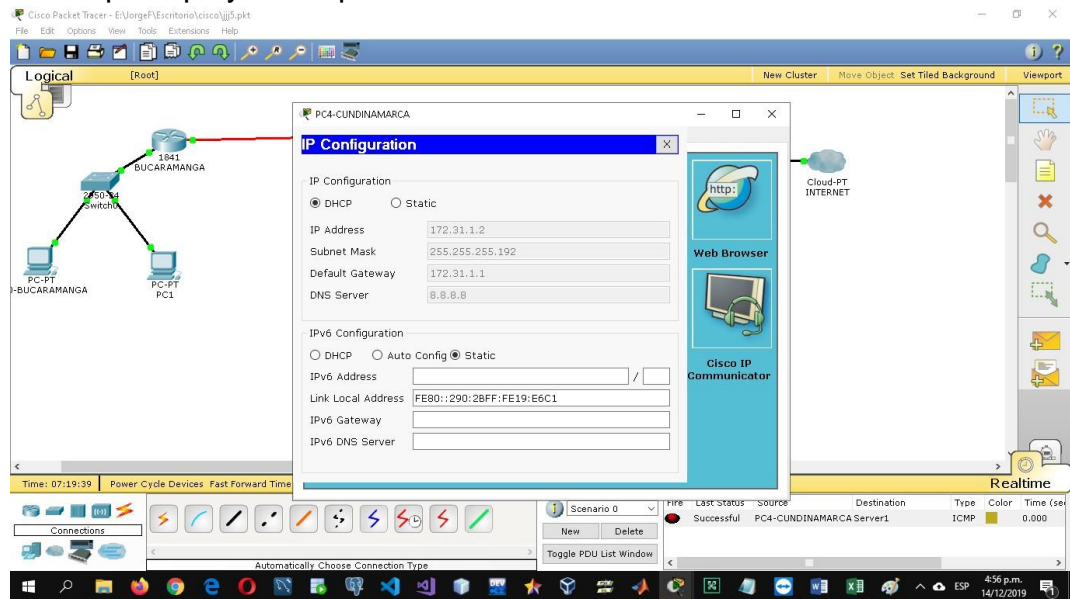 Cisco Packet Tracer - E:\JorgeF\Escritorio\cisco\jjj5.pkt
File Edit Options View Tools Extensions Help
Logical [Root] New Cluster Move Object Set Tiled Background Viewport
PC4-CUNDINAMARCA
IP Configuration X
IP Configuration
DHCP Static
IP Address 172.31.1.2
Subnet Mask 255.255.255.192
Default Gateway 172.31.1.1
DNS Server 8.8.8.8
IPv6 Configuration
DHCP Auto Config Static
IPv6 Address /
Link Local Address FE80::290:2BFF:FE19:E6C1
IPv6 Gateway
IPv6 DNS Server
http:
Web Browser
Cisco IP
Communicator
1841
BUCARAMANGA
2950-24
Switch0
PC-PT
-BUCARAMANGA
PC-PT
PC1
Cloud-PT
INTERNET
Time: 07:19:39 Power Cycle Devices Fast Forward Time
Realtime
Connections
Automatically Choose Connection Type
Scenario 0
New Delete
Toggle PDU List Window
Fire Last Status Source Destination Type Color Time (se
Successful PC4-CUNDINAMARCA Server1 ICMP 0.000
ESP
4:56 p.m.
14/12/2019